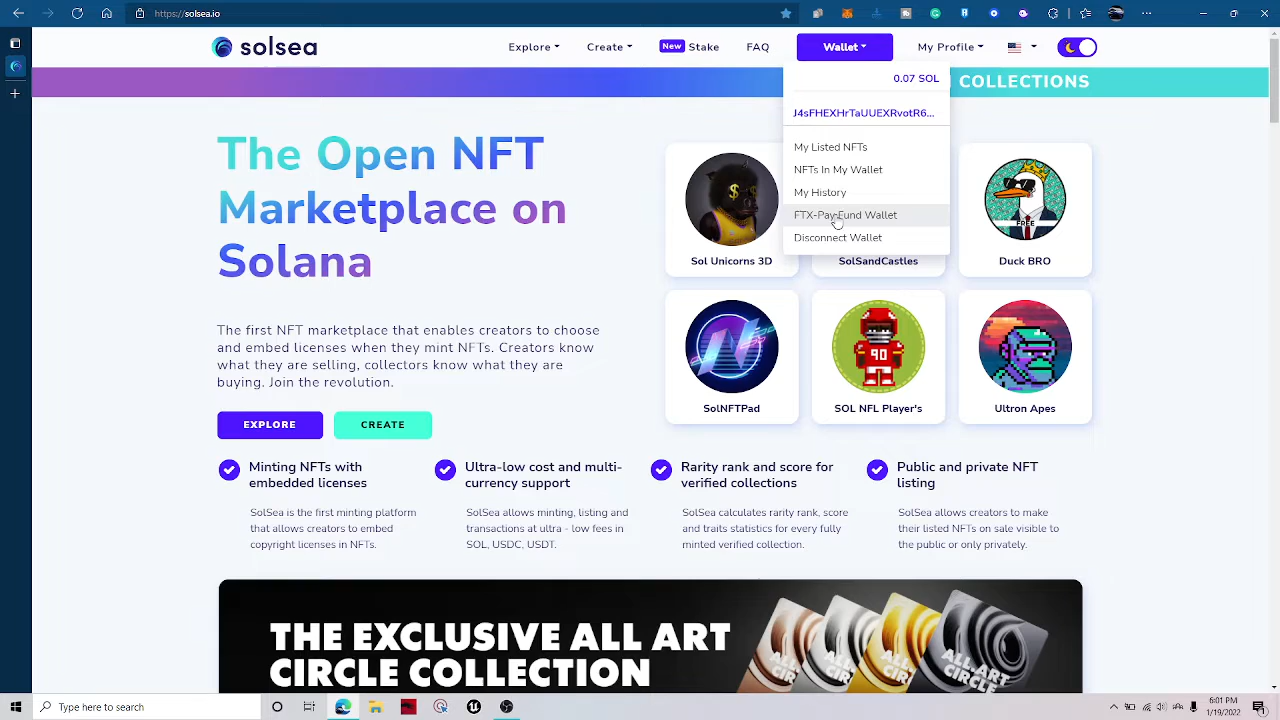 https://solsea.io
solsea
Explore
Create
New Stake
FAQ
Wallet
My Profile
COLLECTIONS
0.07 SOL
J4sFHEXHrTaUUEXRvotR6...
My Listed NFTs
NFTs In My Wallet
My History
FTX-Pay Fund Wallet
Disconnect Wallet
The Open NFT
Marketplace on
Solana
The first NFT marketplace that enables creators to choose
and embed licenses when they mint NFTs. Creators know
what they are selling, collectors know what they are
buying. Join the revolution.
EXPLORE
CREATE
Sol Unicorns 3D
SolSandCastles
FREE
Duck BRO
SolNFTPad
90
SOL NFL Player's
Ultron Apes
Minting NFTs with
embedded licenses
SolSea is the first minting platform
that allows creators to embed
copyright licenses in NFTs.
Ultra-low cost and multi-
currency support
SolSea allows minting, listing and
transactions at ultra - low fees in
SOL, USDC, USDT.
Rarity rank and score for
verified collections
SolSea calculates rarity rank, score
and traits statistics for every fully
minted verified collection.
Public and private NFT
listing
SolSea allows creators to make
their listed NFTs on sale visible to
the public or only privately.
THE EXCLUSIVE ALL ART
CIRCLE COLLECTION
ALL.ART
CIRCLE
ALL.ART
CIRCLE
Type here to search
6:01 PM
1/19/2022